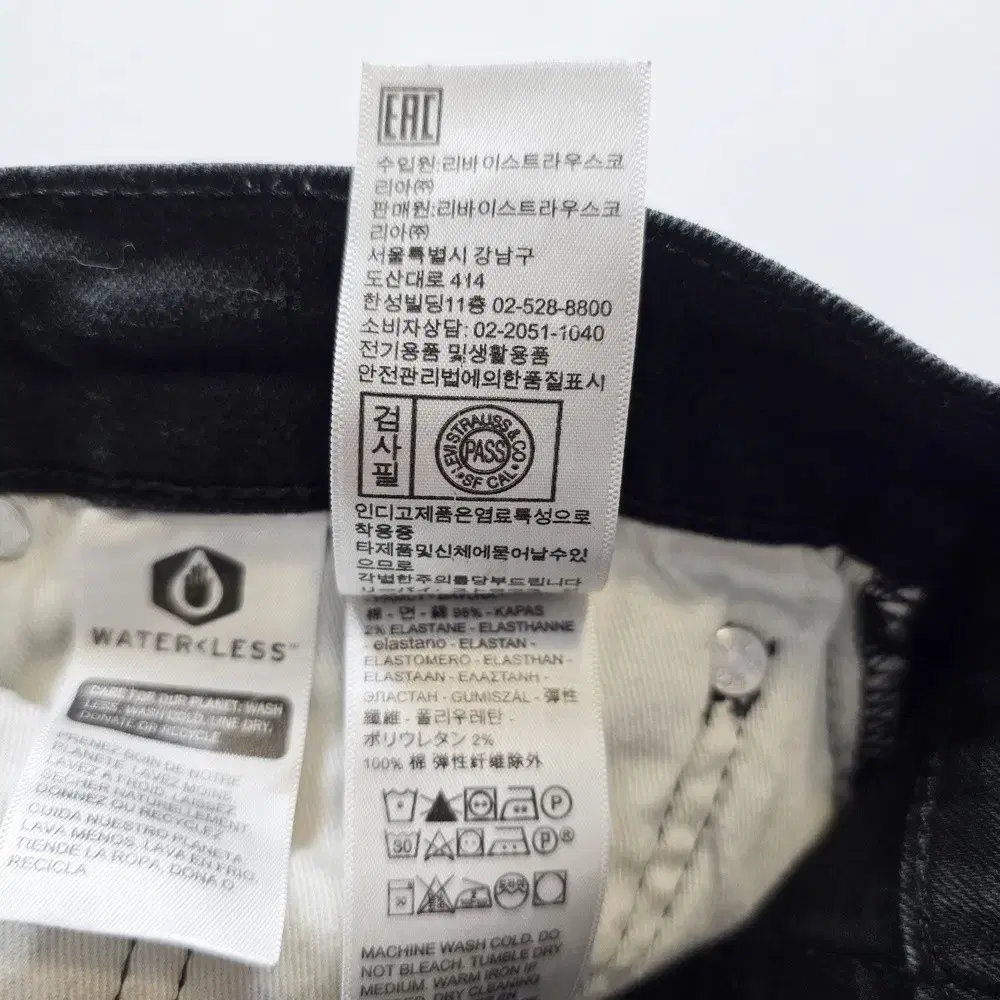 EAC
수입원:리바이스트라우스코
리아㈜
판매원:리바이스트라우스코
리아㈜
서울특별시 강남구
도산대로 414
한성빌딩11층 02-528-8800
소비자상담: 02-2051-1040
전기용품 및생활용품
안전관리법에의한품질표시
검사필
LEVI STRAUSS & CO
PASS
SF CAL
인디고제품은염료특성으로
착용중
타제품및신체에묻어날수있
으므로
각별한주의를당부드립니다
棉 - 면 - 綿 98% - KAPAS
2% ELASTANE - ELASTHANNE
- elastano - ELASTAN -
ELASTOMERO - ELASTHAN -
ELASTAAN - ΕΛΑΣΤΑΝΗ -
ЭЛАСТАН - GUMISZÁL - 彈性
纖維 - 폴리우레탄 -
ポリウレタン 2%
100% 棉 弹性纤维除外
P
30
P
MACHINE WASH COLD. DO
NOT BLEACH. TUMBLE DRY
MEDIUM. WARM IRON IF
DRY CLEANING
WATER<LESS™
CARE FOR OUR PLANET: WASH
LESS, WASH COLD, LINE DRY,
DONATE OR RECYCLE
PRENEZ SOIN DE NOTRE
PLANÈTE. LAVEZ MOINS,
LAVEZ À FROID, LAISSEZ
SÉCHER NATURELLEMENT
DONNEZ OU RECYCLEZ
CUIDA NUESTRO PLANETA.
LAVA MENOS, LAVA EN FRÍO,
TIENDE LA ROPA, DONA O
RECICLA